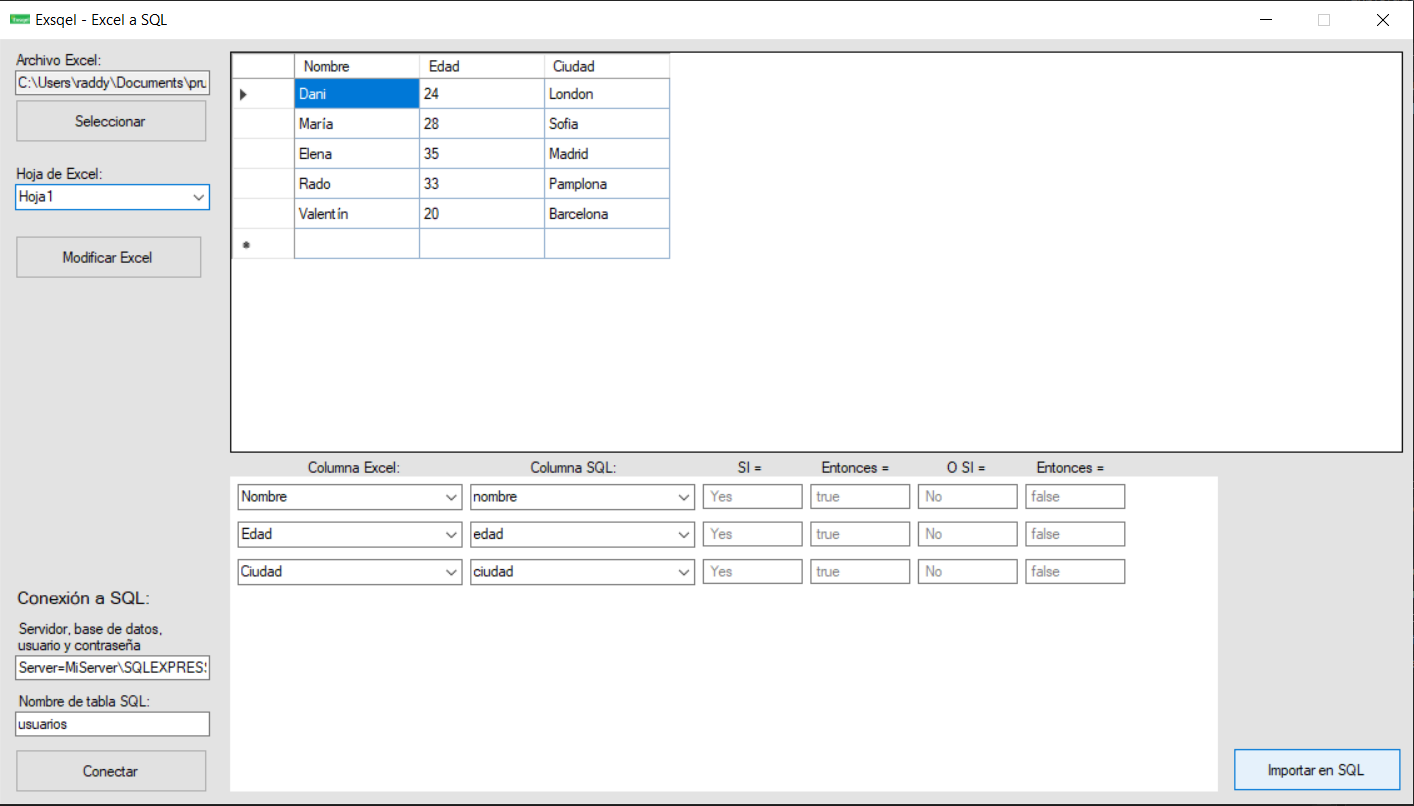 Exsqel - Excel a SQL
Archivo Excel:
C:\Users\raddy\Documents\pru
Seleccionar
Hoja de Excel:
Hoja1
Modificar Excel
Nombre Edad Ciudad
Dani 24 London
María 28 Sofia
Elena 35 Madrid
Rado 33 Pamplona
Valentín 20 Barcelona
Columna Excel: Columna SQL: SI = Entonces = O SI = Entonces =
Nombre nombre Yes true No false
Edad edad Yes true No false
Ciudad ciudad Yes true No false
Conexión a SQL:
Servidor, base de datos,
usuario y contraseña
Server=MiServer\SQLEXPRES
Nombre de tabla SQL:
usuarios
Conectar
Importar en SQL